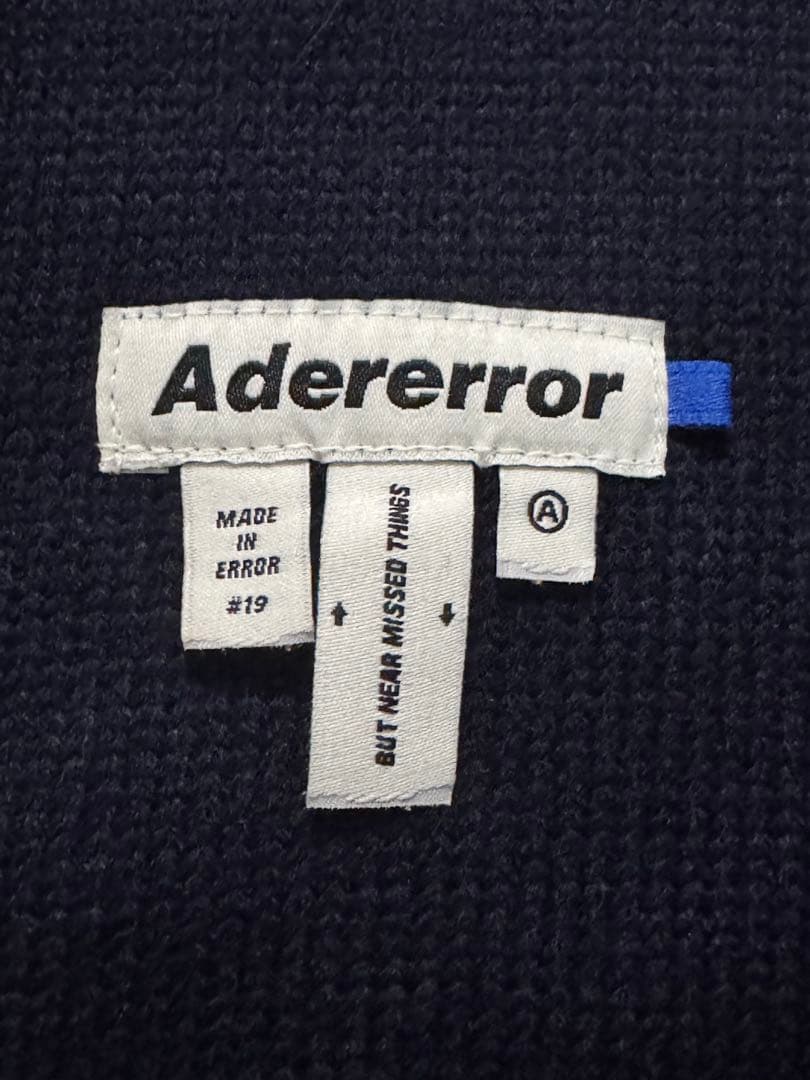 Adererror
MADE
IN
ERROR
#19
BUT NEAR MISSED THINGS
A